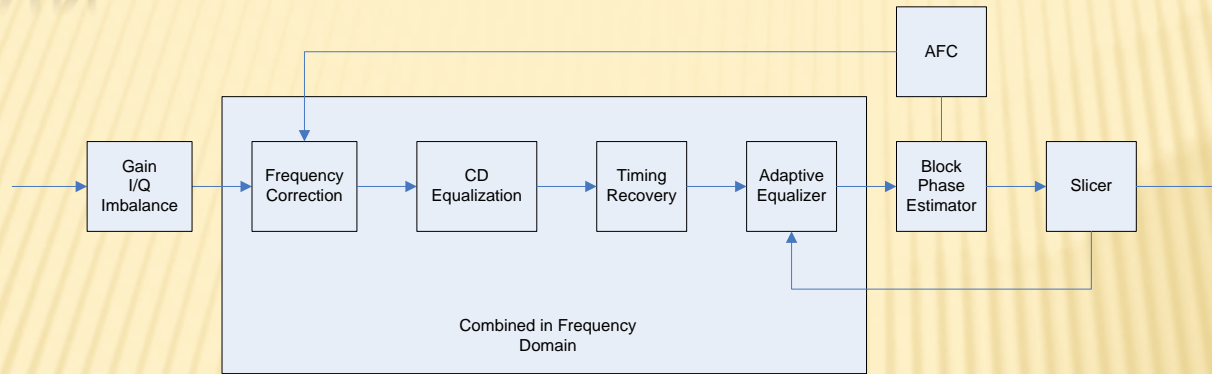 AFC
Gain
I/Q
Imbalance
Frequency
Correction
CD
Equalization
Timing
Recovery
Adaptive
Equalizer
Block
Phase
Estimator
Slicer
Combined in Frequency
Domain